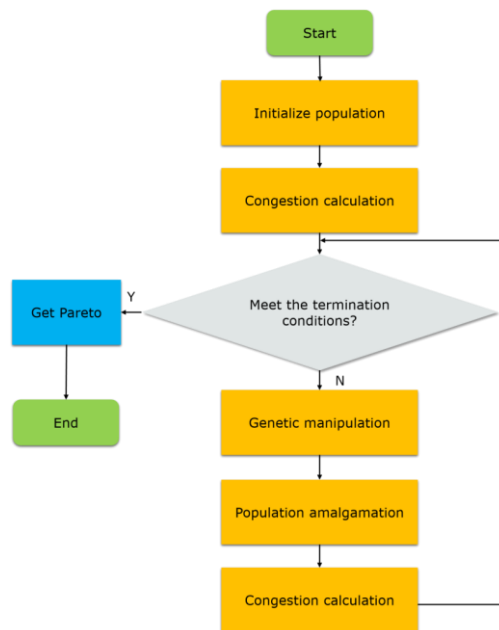 Start
Initialize population
Congestion calculation
Meet the termination
conditions?
Y
Get Pareto
End
N
Genetic manipulation
Population amalgamation
Congestion calculation